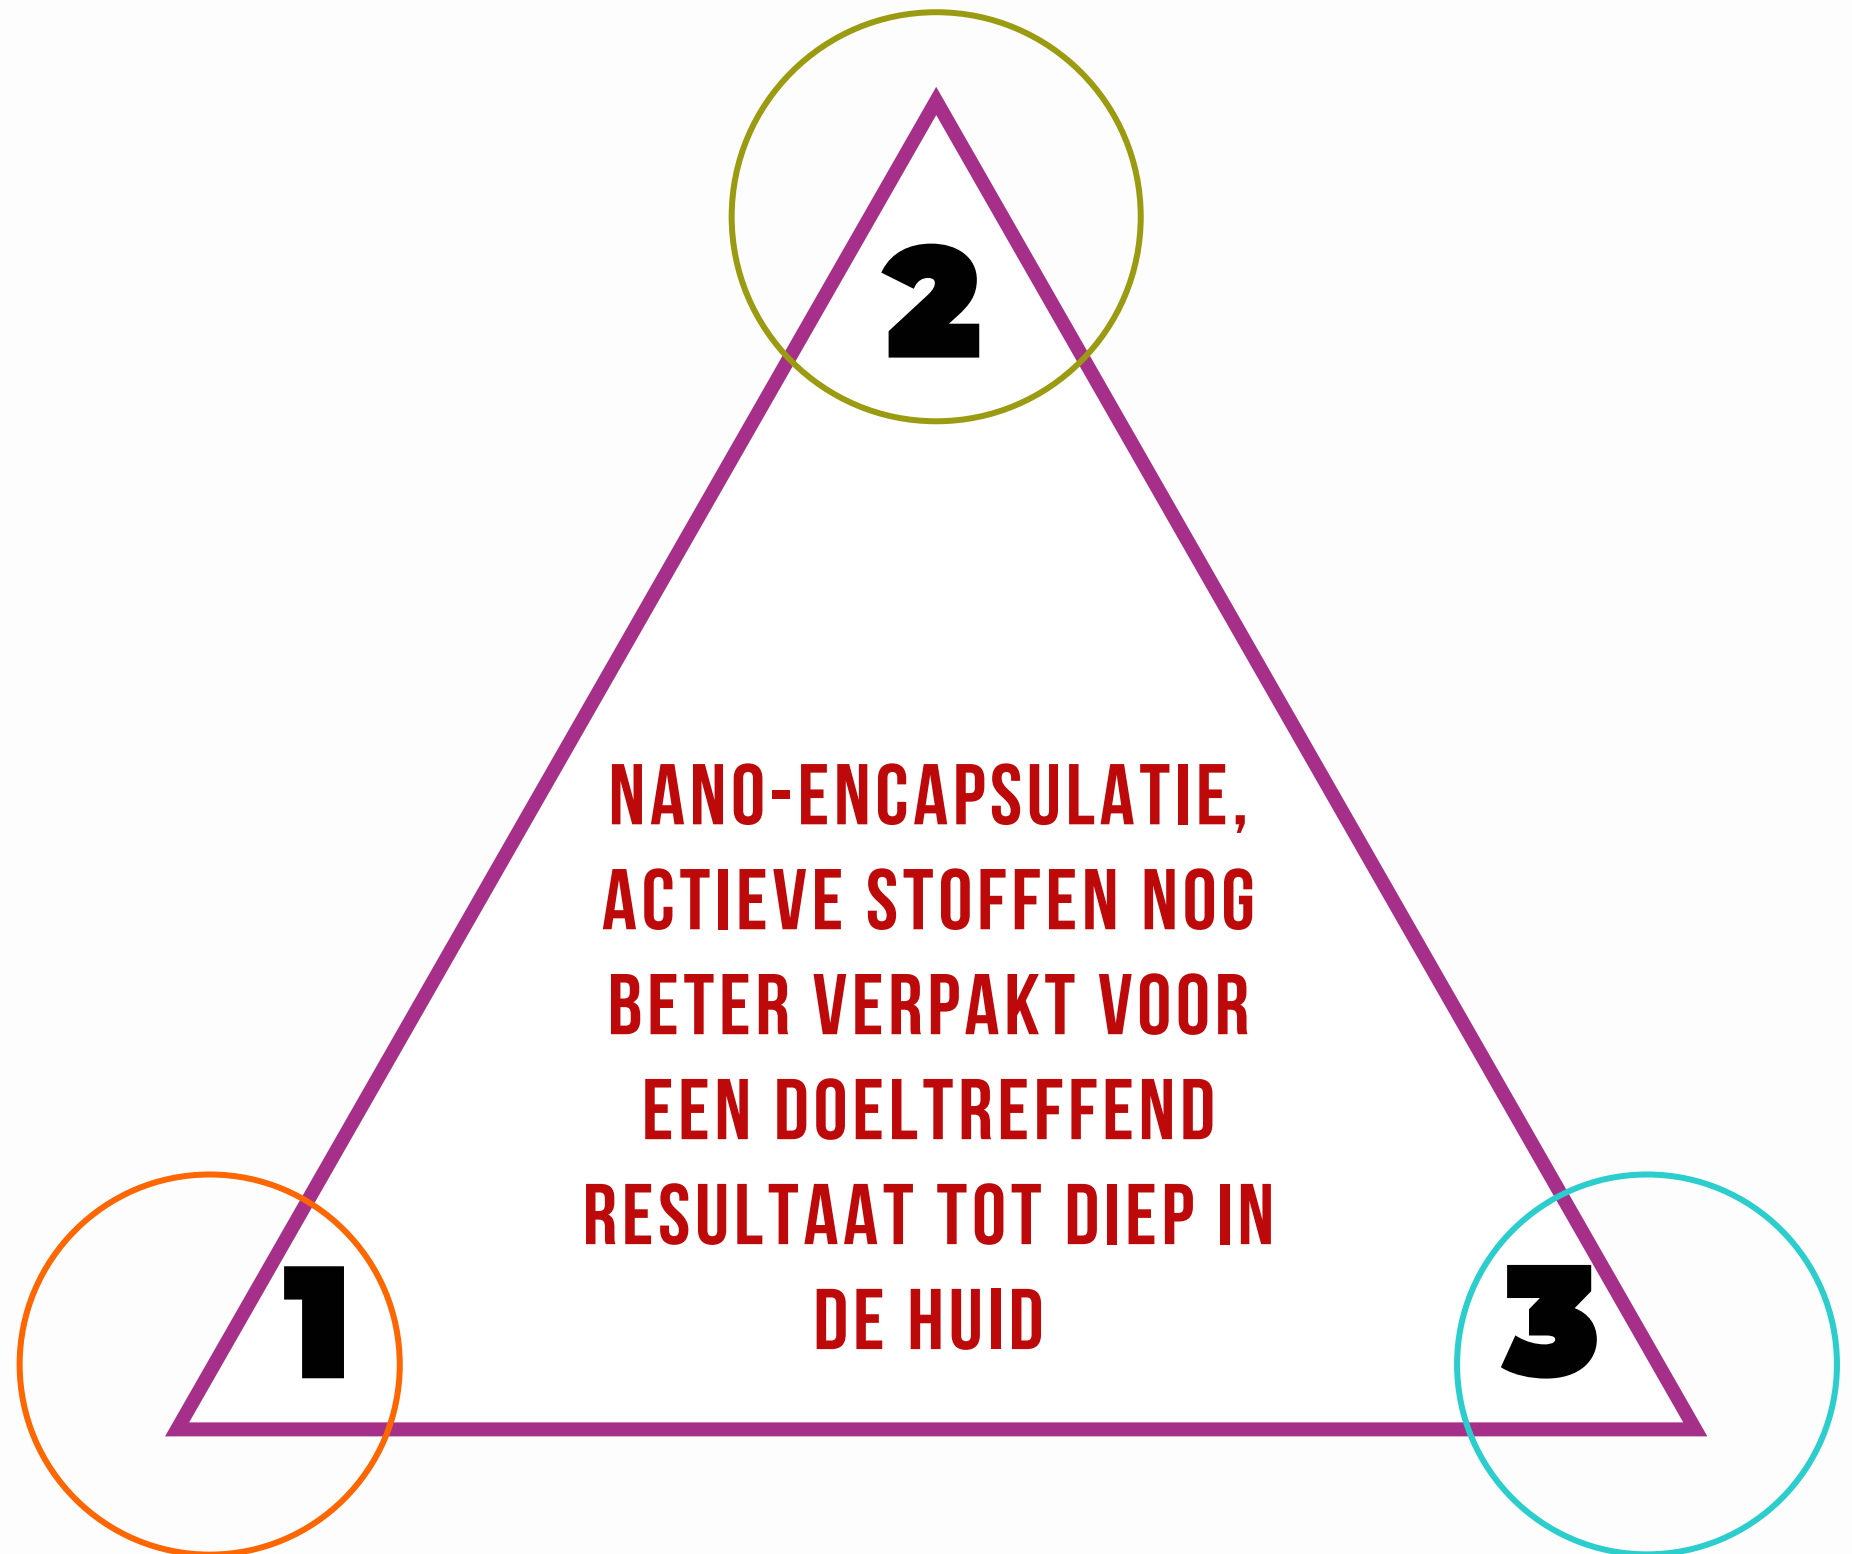 2
NANO-ENCAPSULATIE,
ACTIEVE STOFFEN NOG
BETER VERPAKT VOOR
EEN DOELTREFFEND
RESULTAAT TOT DIEP IN
DE HUID
1
3